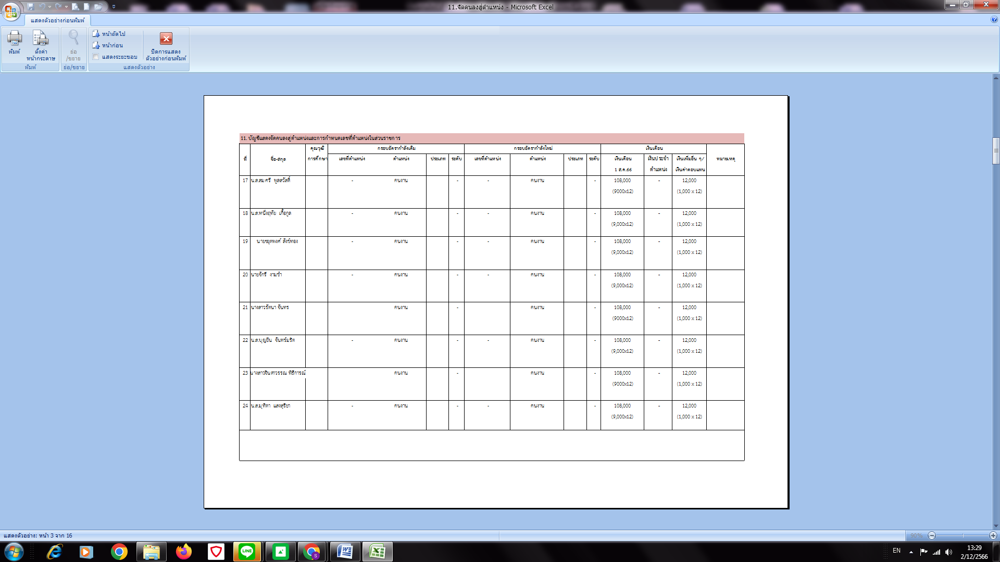 11.จัดคนลงสู่ตำแหน่ง - Microsoft Excel
แสดงตัวอย่างก่อนพิมพ์
พิมพ์
ตั้งค่า
หน้ากระดาษ
ย่อ
/ขยาย
หน้าถัดไป
หน้าก่อน
แสดงระยะขอบ
ปิดการแสดง
ตัวอย่างก่อนพิมพ์
พิมพ์ ย่อ/ขยาย แสดงตัวอย่าง
11. บัญชีแสดงจัดคนลงสู่ตำแหน่งและการกำหนดเลขที่ตำแหน่งในส่วนราชการ
ที่ ชื่อ-สกุล คุณวุฒิ กรอบอัตรากำลังเดิม กรอบอัตรากำลังใหม่ เงินเดือน
การศึกษา เลขที่ตำแหน่ง ตำแหน่ง ประเภท ระดับ เลขที่ตำแหน่ง ตำแหน่ง ประเภท ระดับ เงินเดือน เงินประจำ เงินเพิ่มอื่น ๆ/ หมายเหตุ
1 ส.ค.66 ตำแหน่ง เงินค่าตอบแทน
17 น.ส.สมศรี พูลสวัสดิ์ - คนงาน - - คนงาน - 108,000 - 12,000
(9000x12) (1,000 x 12)
18 น.ส.หนึ่งฤทัย เกื้อกูล - คนงาน - - คนงาน - 108,000 - 12,000
(9,000x12) (1,000 x 12)
19 นายชยุตพงศ์ สังข์ทอง - คนงาน - - คนงาน - 108,000 - 12,000
(9,000x12) (1,000 x 12)
20 นายจักรี งามขำ - คนงาน - - คนงาน - 108,000 - 12,000
(9,000x12) (1,000 x 12)
21 นางสาวรัตนา จันทร คนงาน - คนงาน - 108,000 - 12,000
(9000x12) (1,000 x 12)
22 น.ส.บุญยืน จันทร์มริต - คนงาน - - คนงาน - 108,000 - 12,000
(9,000x12) (1,000 x 12)
23 นางสาวจินตวรรณ พิธีการณ์ คนงาน - คนงาน - 108,000 - 12,000
(9000x12) (1,000 x 12)
24 น.ส.มุทิตา แสงสุริยา - คนงาน - - คนงาน - 108,000 - 12,000
(9,000x12) (1,000 x 12)
แสดงตัวอย่าง: หน้า 3 จาก 16
90%
LINE
EN
13:29
2/12/2566